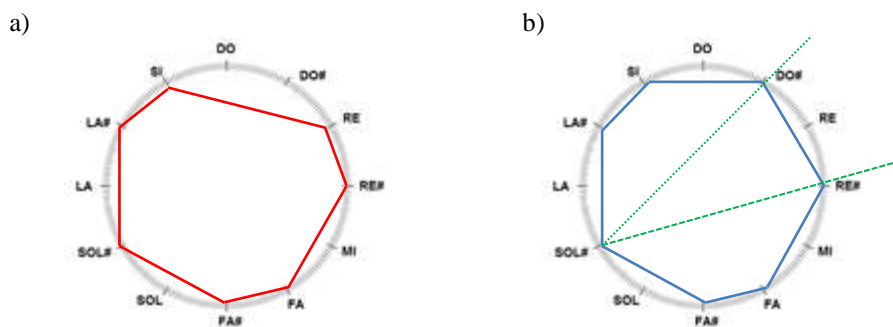 a)
DO
DO#
RE
RE#
MI
FA
FA#
SOL
SOL#
LA
LA#
SI
b)
DO
DO#
RE
RE#
MI
FA
FA#
SOL
SOL#
LA
LA#
SI